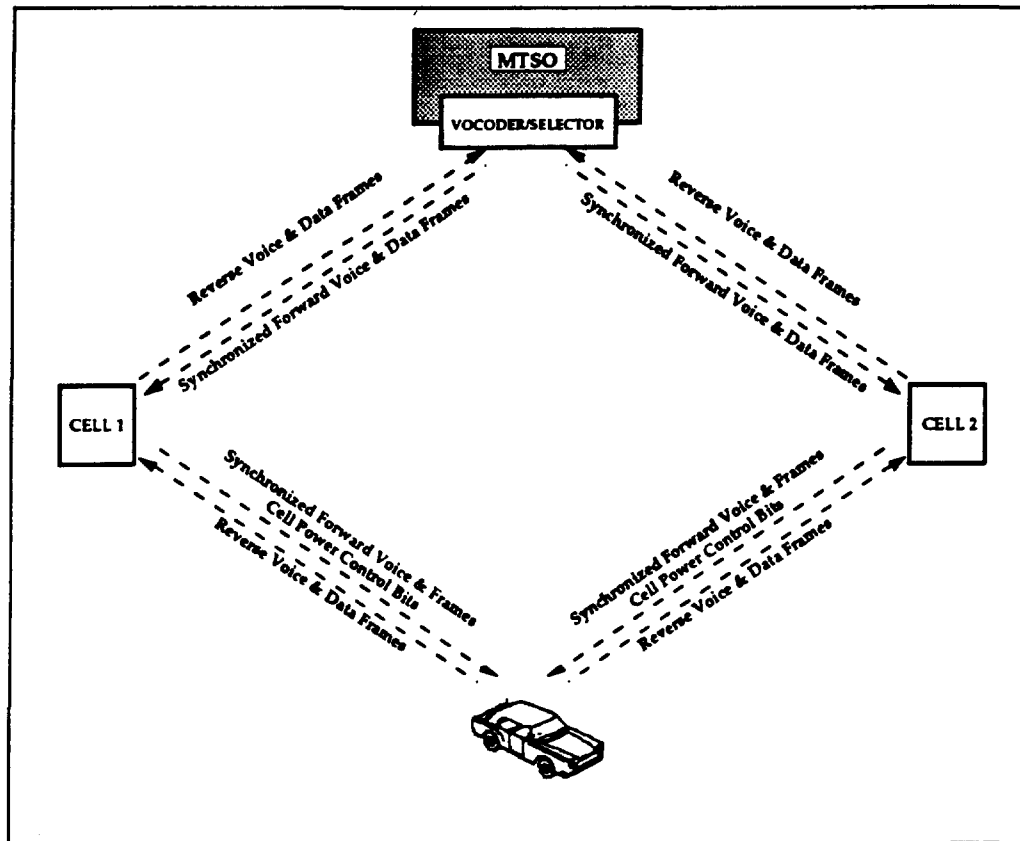 MTSO
VOCODER/SELECTOR
Reverse Voice & Data Frames
Synchronized Forward Voice & Data Frames
Reverse Voice & Data Frames
Synchronized Forward Voice & Data Frames
CELL 1
CELL 2
Synchronized Forward Voice & Frames
Cell Power Control Bits
Reverse Voice & Data Frames
Synchronized Forward Voice & Frames
Cell Power Control Bits
Reverse Voice & Data Frames